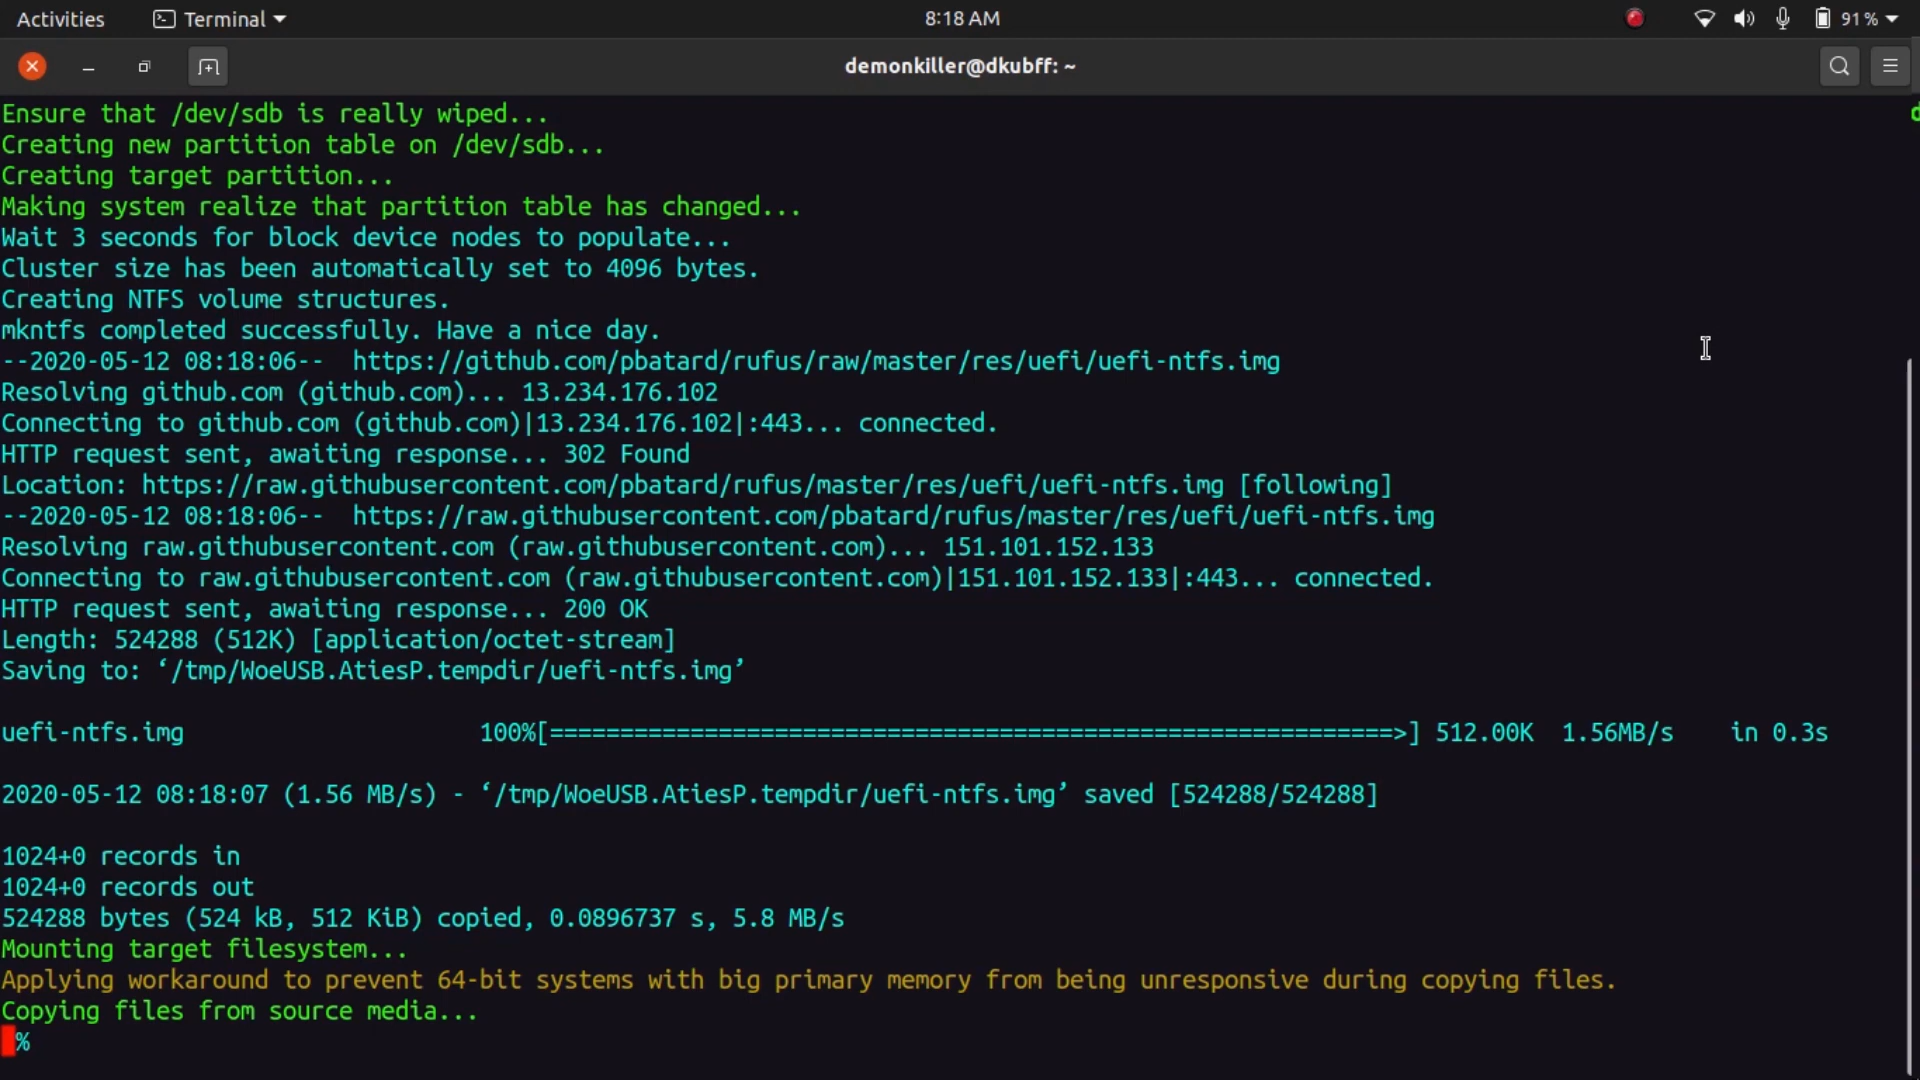 Activities Terminal 8:18 AM 91 %
demonkiller@dkubff: ~
Ensure that /dev/sdb is really wiped...
Creating new partition table on /dev/sdb...
Creating target partition...
Making system realize that partition table has changed...
Wait 3 seconds for block device nodes to populate...
Cluster size has been automatically set to 4096 bytes.
Creating NTFS volume structures.
mkntfs completed successfully. Have a nice day.
--2020-05-12 08:18:06--  https://github.com/pbatard/rufus/raw/master/res/uefi/uefi-ntfs.img
Resolving github.com (github.com)... 13.234.176.102
Connecting to github.com (github.com)|13.234.176.102|:443... connected.
HTTP request sent, awaiting response... 302 Found
Location: https://raw.githubusercontent.com/pbatard/rufus/master/res/uefi/uefi-ntfs.img [following]
--2020-05-12 08:18:06--  https://raw.githubusercontent.com/pbatard/rufus/master/res/uefi/uefi-ntfs.img
Resolving raw.githubusercontent.com (raw.githubusercontent.com)... 151.101.152.133
Connecting to raw.githubusercontent.com (raw.githubusercontent.com)|151.101.152.133|:443... connected.
HTTP request sent, awaiting response... 200 OK
Length: 524288 (512K) [application/octet-stream]
Saving to: ‘/tmp/WoeUSB.AtiesP.tempdir/uefi-ntfs.img’
uefi-ntfs.img 100%[============================================================>] 512.00K  1.56MB/s    in 0.3s
2020-05-12 08:18:07 (1.56 MB/s) - ‘/tmp/WoeUSB.AtiesP.tempdir/uefi-ntfs.img’ saved [524288/524288]
1024+0 records in
1024+0 records out
524288 bytes (524 kB, 512 KiB) copied, 0.0896737 s, 5.8 MB/s
Mounting target filesystem...
Applying workaround to prevent 64-bit systems with big primary memory from being unresponsive during copying files.
Copying files from source media...
%